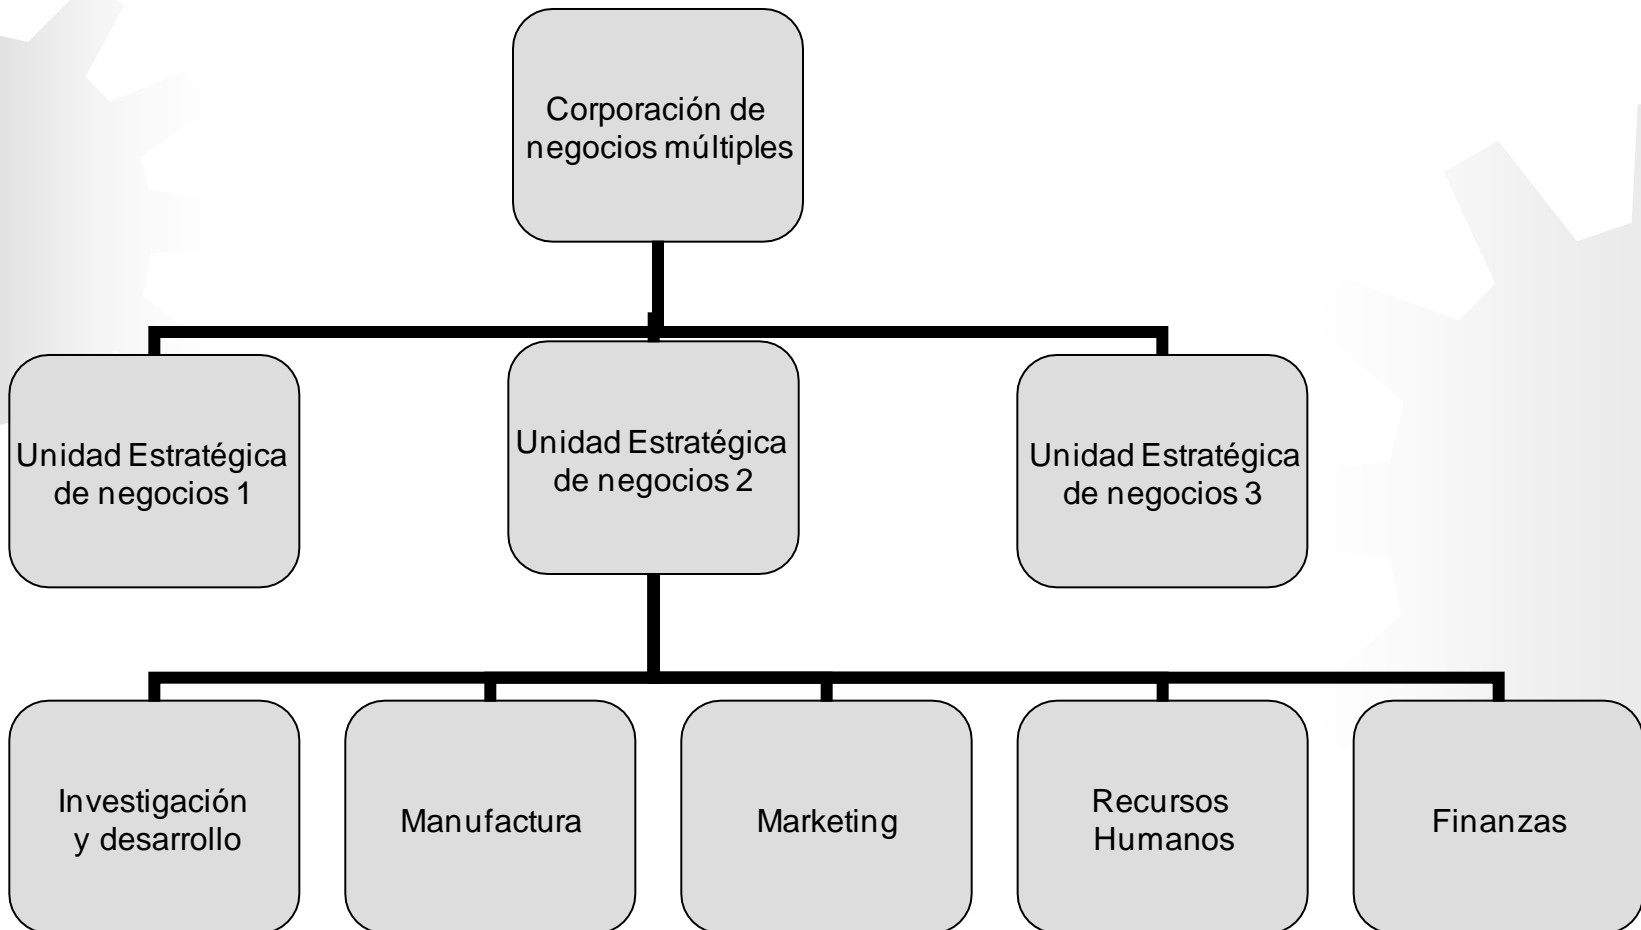 Corporación de
negocios múltiples
Unidad Estratégica
de negocios 1
Unidad Estratégica
de negocios 2
Unidad Estratégica
de negocios 3
Investigación
y desarrollo
Manufactura
Marketing
Recursos
Humanos
Finanzas